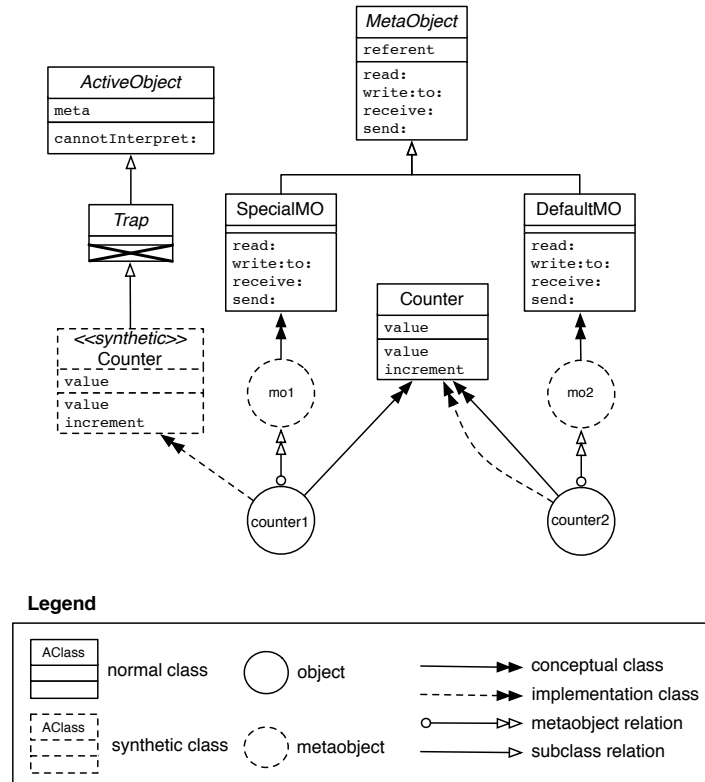 MetaObject
referent
read:
write:to:
receive:
send:
ActiveObject
meta
cannotInterpret:
Trap
SpecialMO
read:
write:to:
receive:
send:
DefaultMO
read:
write:to:
receive:
send:
Counter
value
value
increment
<<synthetic>>
Counter
value
value
increment
mo1
mo2
counter1
counter2
Legend
AClass
normal class
object
conceptual class
implementation class
AClass
synthetic class
metaobject
metaobject relation
subclass relation